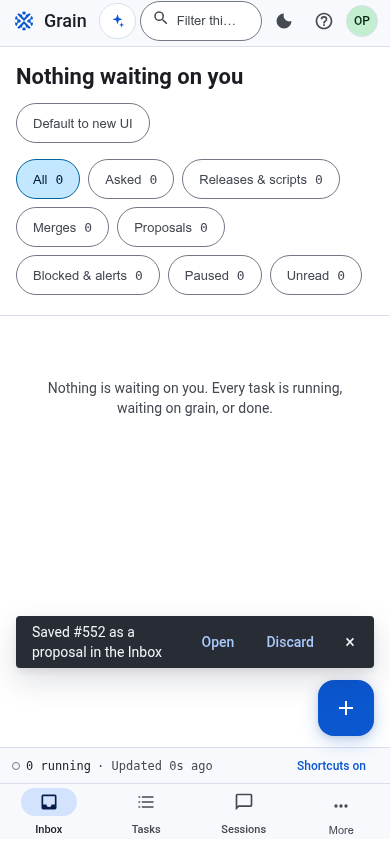 Grain
Filter thi...
OP
Nothing waiting on you
Default to new UI
All 0
Asked 0
Releases & scripts 0
Merges 0
Proposals 0
Blocked & alerts 0
Paused 0
Unread 0
Nothing is waiting on you. Every task is running,
waiting on grain, or done.
Saved #552 as a
proposal in the Inbox
Open
Discard
×
0 running · Updated 0s ago
Shortcuts on
Inbox
Tasks
Sessions
More